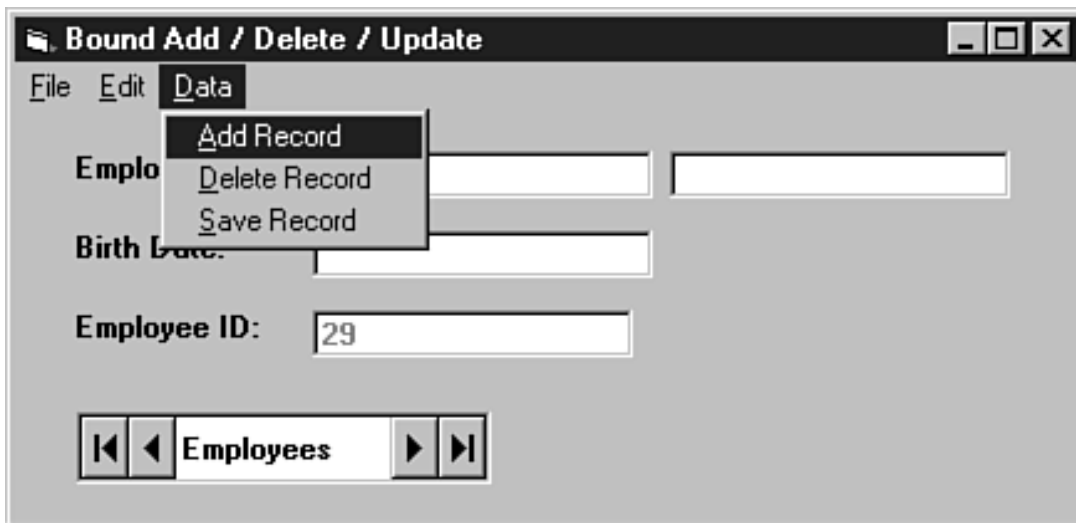 Bound Add / Delete / Update
File Edit Data
Add Record
Emplo
Delete Record
Save Record
Birth Date:
Employee ID: 29
Employees